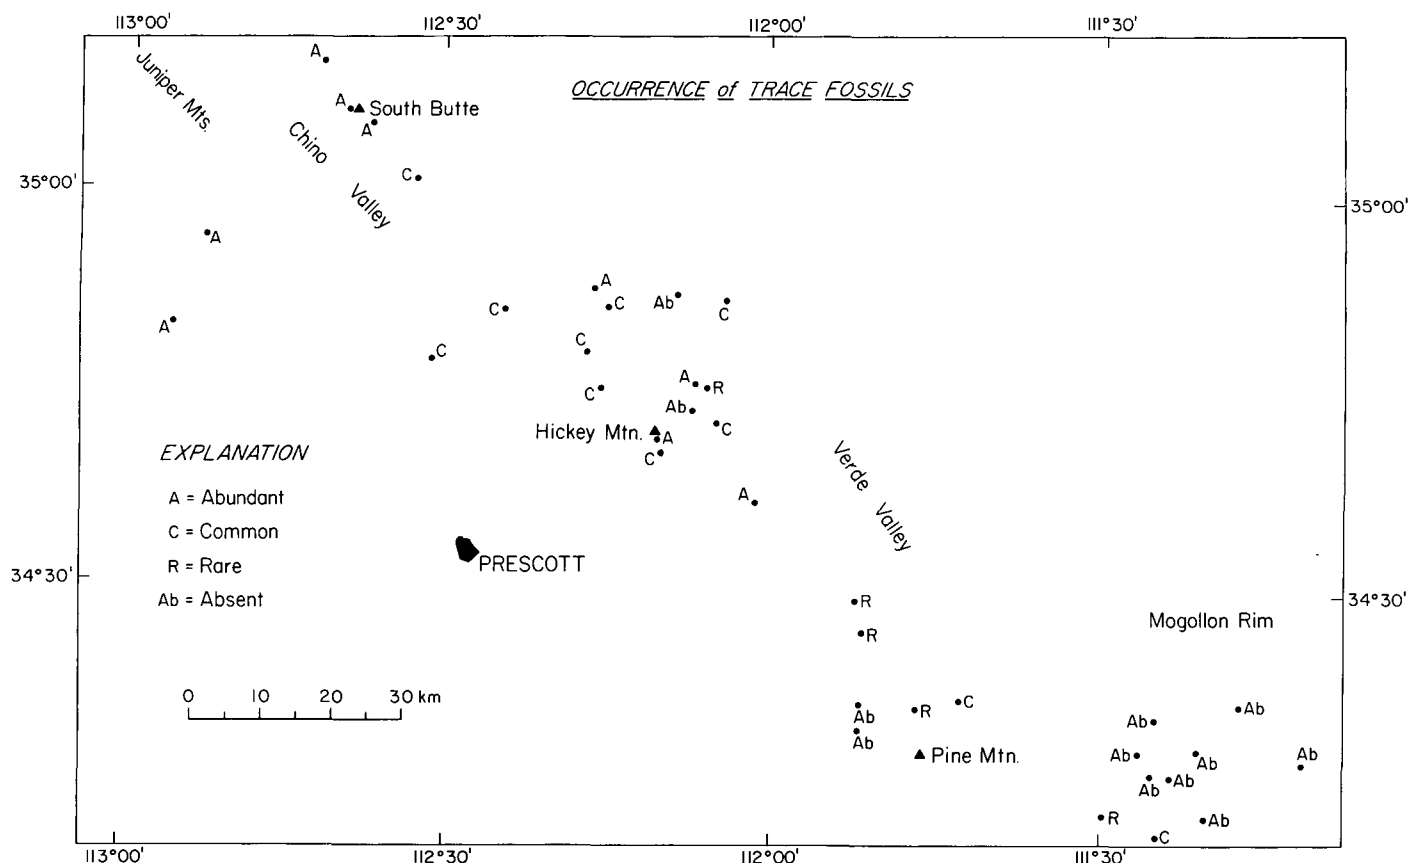 113°00' 112°30' 112°00' 111°30'
OCCURRENCE of TRACE FOSSILS
Juniper Mts.
A
A South Butte
A
Chino
Valley
C
35°00' 35°00'
A
A
A
C C Ab C
C C
A R
C Ab
Hickey Mtn. A C
C
Verde
Valley
A
EXPLANATION
A = Abundant
C = Common
R = Rare
Ab = Absent
PRESCOTT
34°30' 34°30'
R
R
Mogollon Rim
0 10 20 30 km
Ab R C Ab Ab
Ab
Pine Mtn. Ab Ab Ab
Ab Ab
R Ab
C
113°00' 112°30' 112°00' 111°30'